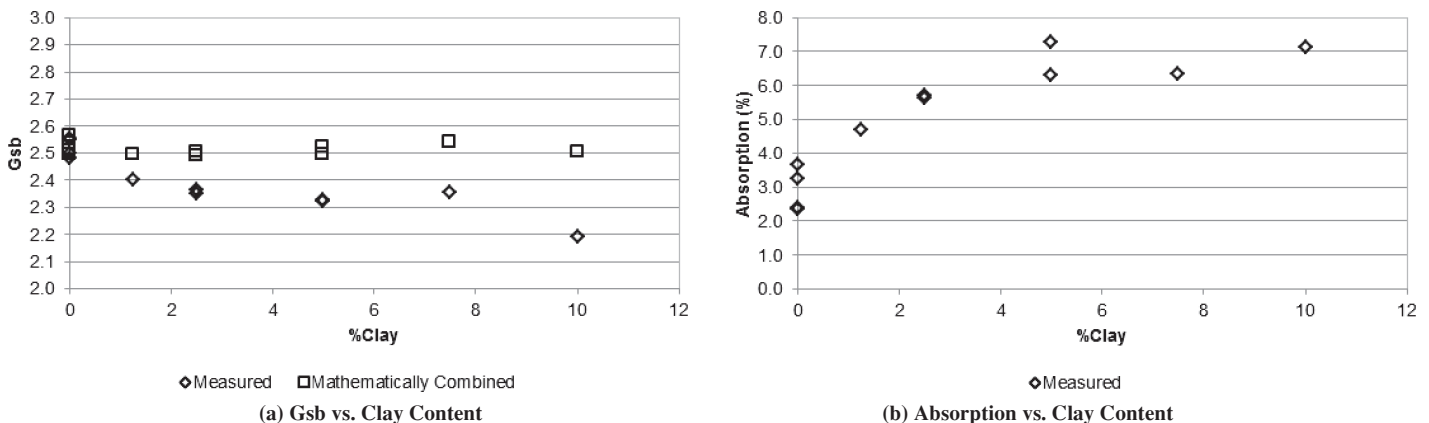 3.0
2.9
2.8
2.7
2.6
2.5
2.4
2.3
2.2
2.1
2.0
Gsb
0 2 4 6 8 10 12
%Clay
Measured Mathematically Combined
(a) Gsb vs. Clay Content
8.0
7.0
6.0
5.0
4.0
3.0
2.0
1.0
0.0
Absorption (%)
0 2 4 6 8 10 12
%Clay
Measured
(b) Absorption vs. Clay Content